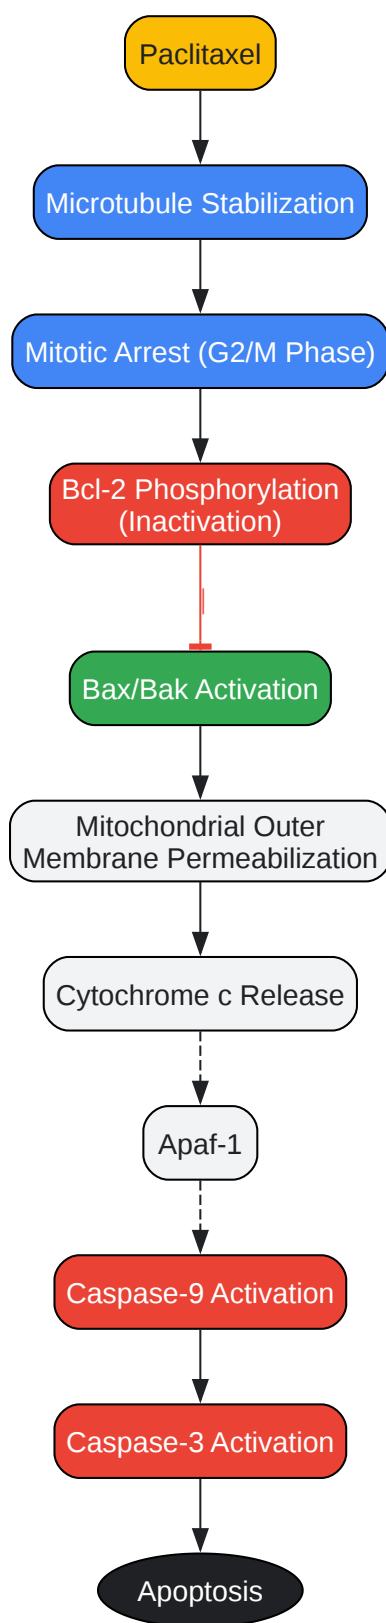 Paclitaxel
Microtubule Stabilization
Mitotic Arrest (G2/M Phase)
Bcl-2 Phosphorylation
(Inactivation)
Bax/Bak Activation
Mitochondrial Outer
Membrane Permeabilization
Cytochrome c Release
Apaf-1
Caspase-9 Activation
Caspase-3 Activation
Apoptosis